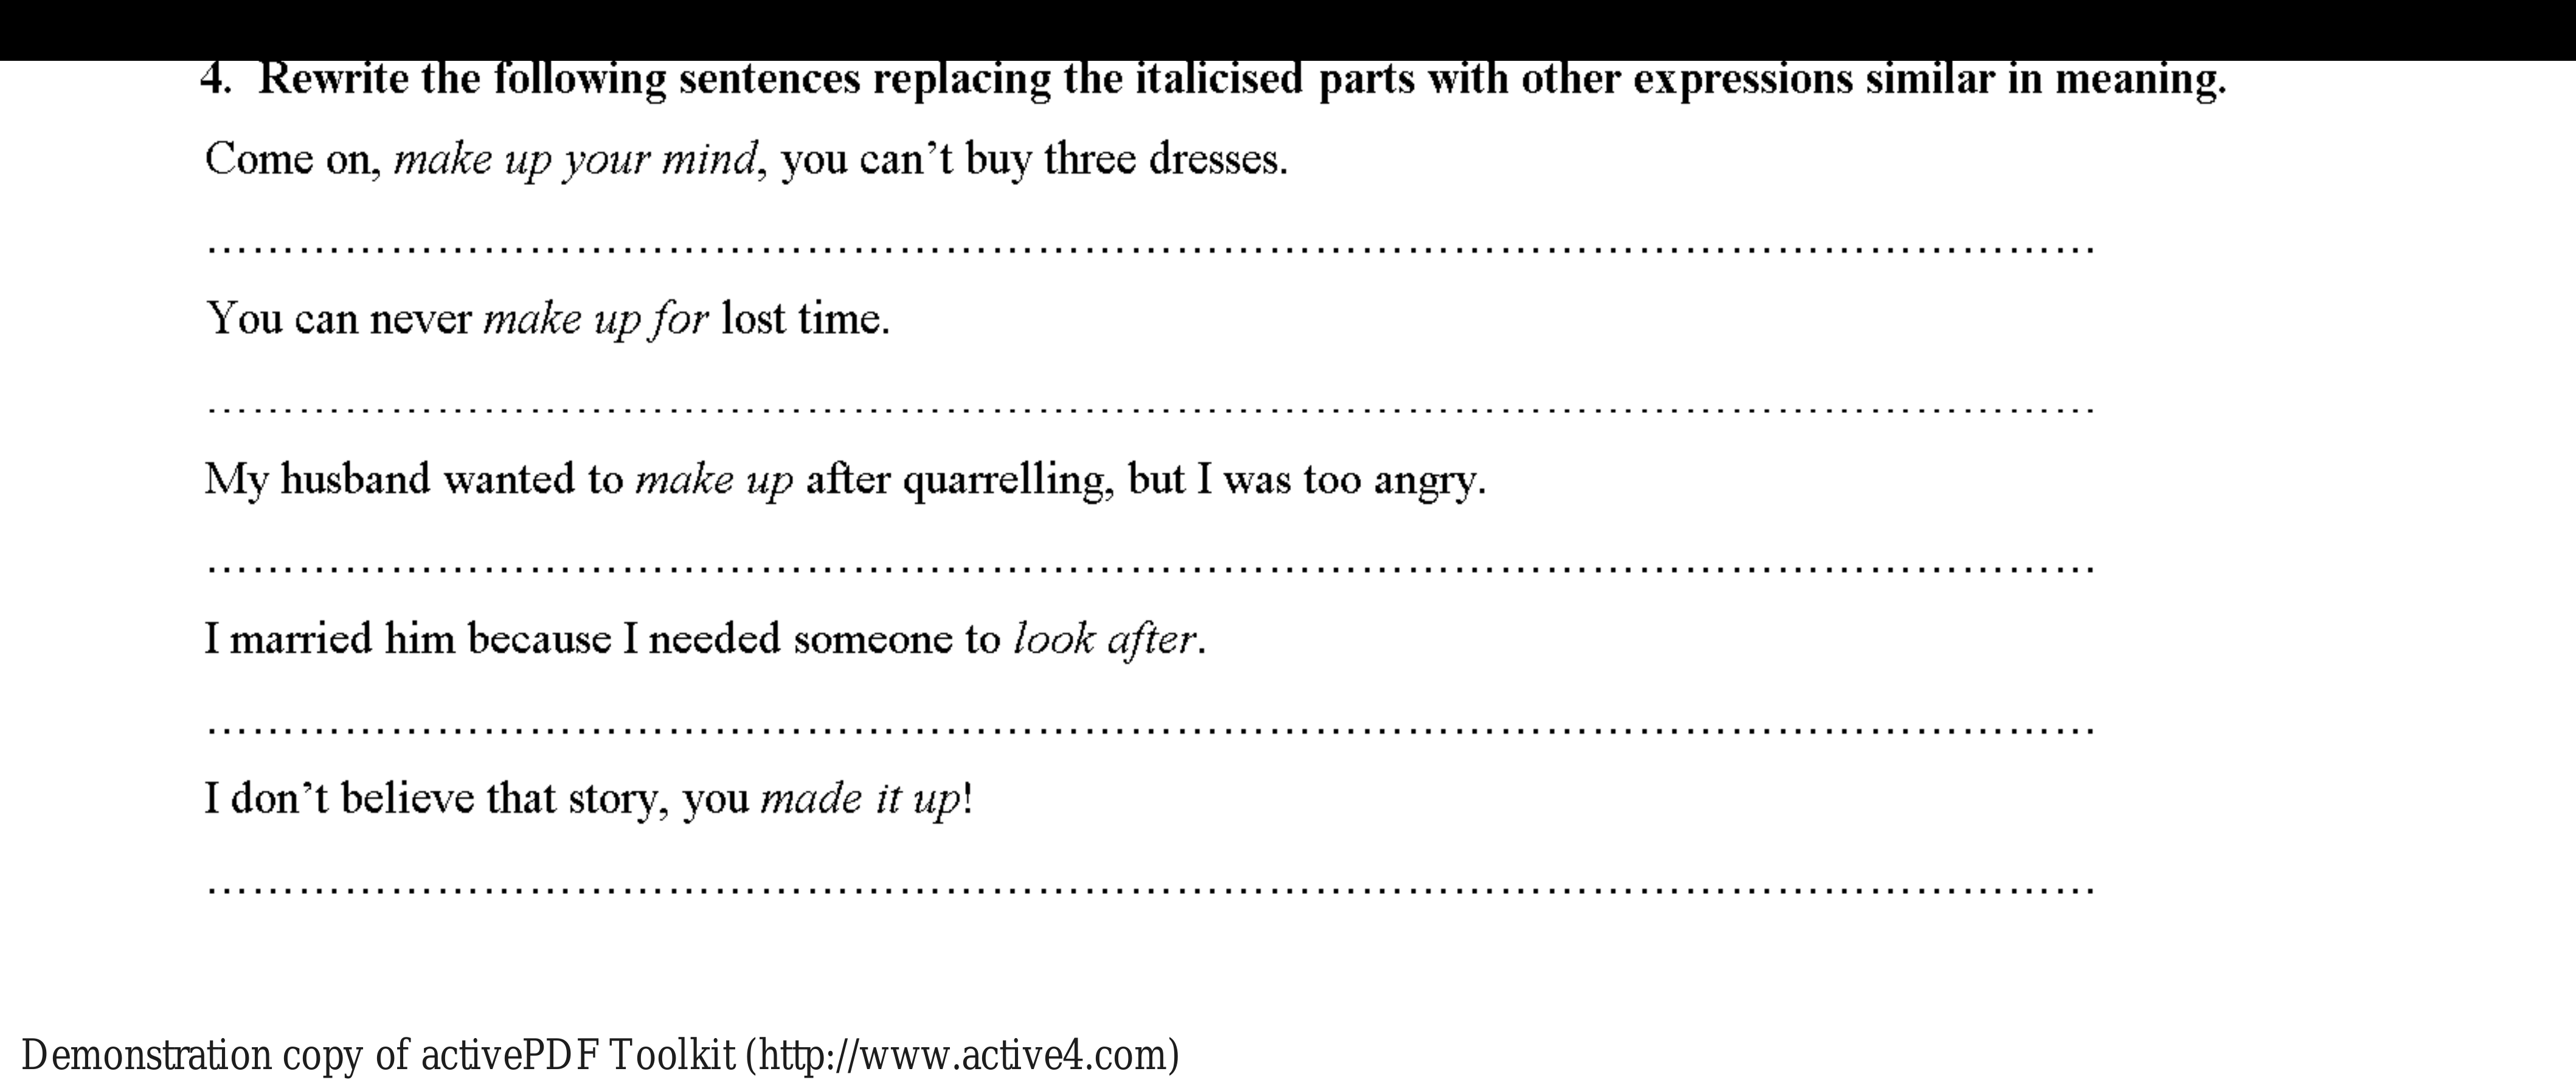 4. Rewrite the following sentences replacing the italicised parts with other expressions similar in meaning.
Come on, make up your mind, you can’t buy three dresses.
................................................................................................................................
You can never make up for lost time.
................................................................................................................................
My husband wanted to make up after quarrelling, but I was too angry.
................................................................................................................................
I married him because I needed someone to look after.
................................................................................................................................
I don’t believe that story, you made it up!
................................................................................................................................
Demonstration copy of activePDF Toolkit (http://www.active4.com)